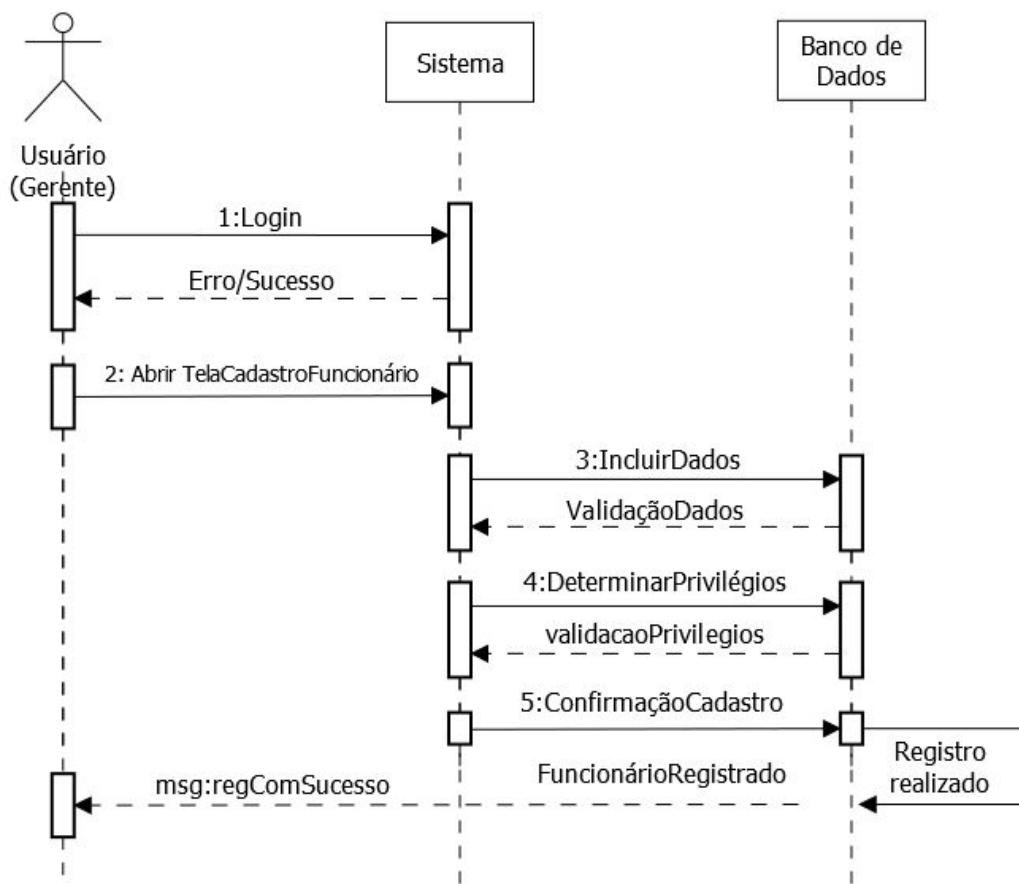 Sistema
Banco de
Dados
Usuário
(Gerente)
1:Login
Erro/Sucesso
2: Abrir TelaCadastroFuncionário
3:IncluirDados
ValidaçãoDados
4:DeterminarPrivilégios
validacaoPrivilegios
5:ConfirmaçãoCadastro
Registro
realizado
FuncionárioRegistrado
msg:regComSucesso